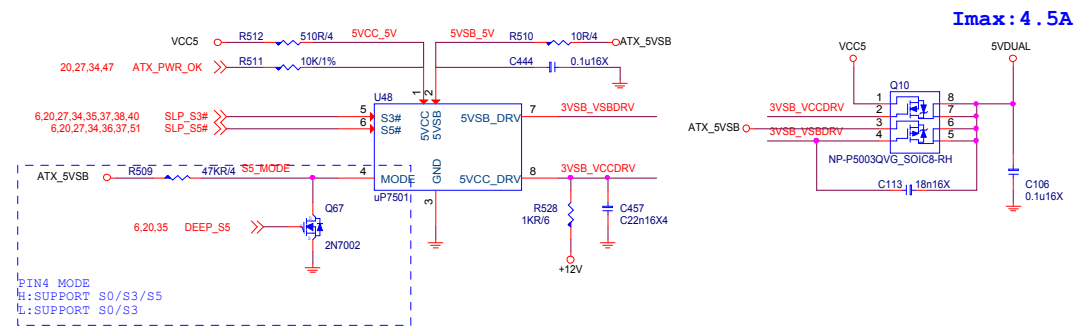 Imax:4.5A
VCC5 R512 510R/4 5VCC_5V 5VSB_5V R510 10R/4 ATX_5VSB
VCC5 5VDUAL
20,27,34,47 ATX_PWR_OK R511 10K/1% C444 0.1u16X
U48 1 2
6,20,27,34,35,37,38,40 SLP_S3# 5 S3# 5VCC 5VSB 5VSB_DRV 7 3VSB_VSBDRV
6,20,27,34,36,37,51 SLP_S5# 6 S5#
Q10
3VSB_VCCDRV 1 2 8 7
ATX_5VSB 3 6
3VSB_VSBDRV 4 5
NP-P5003QVG_SOIC8-RH
C113 18n16X
C106
0.1u16X
ATX_5VSB R509 47KR/4 S5_MODE 4 MODE GND 5VCC_DRV 8 3VSB_VCCDRV
uP7501 3
Q67
6,20,35 DEEP_S5
2N7002
R528
1KR/6
C457
C22n16X4
+12V
PIN4 MODE
H:SUPPORT S0/S3/S5
L:SUPPORT S0/S3